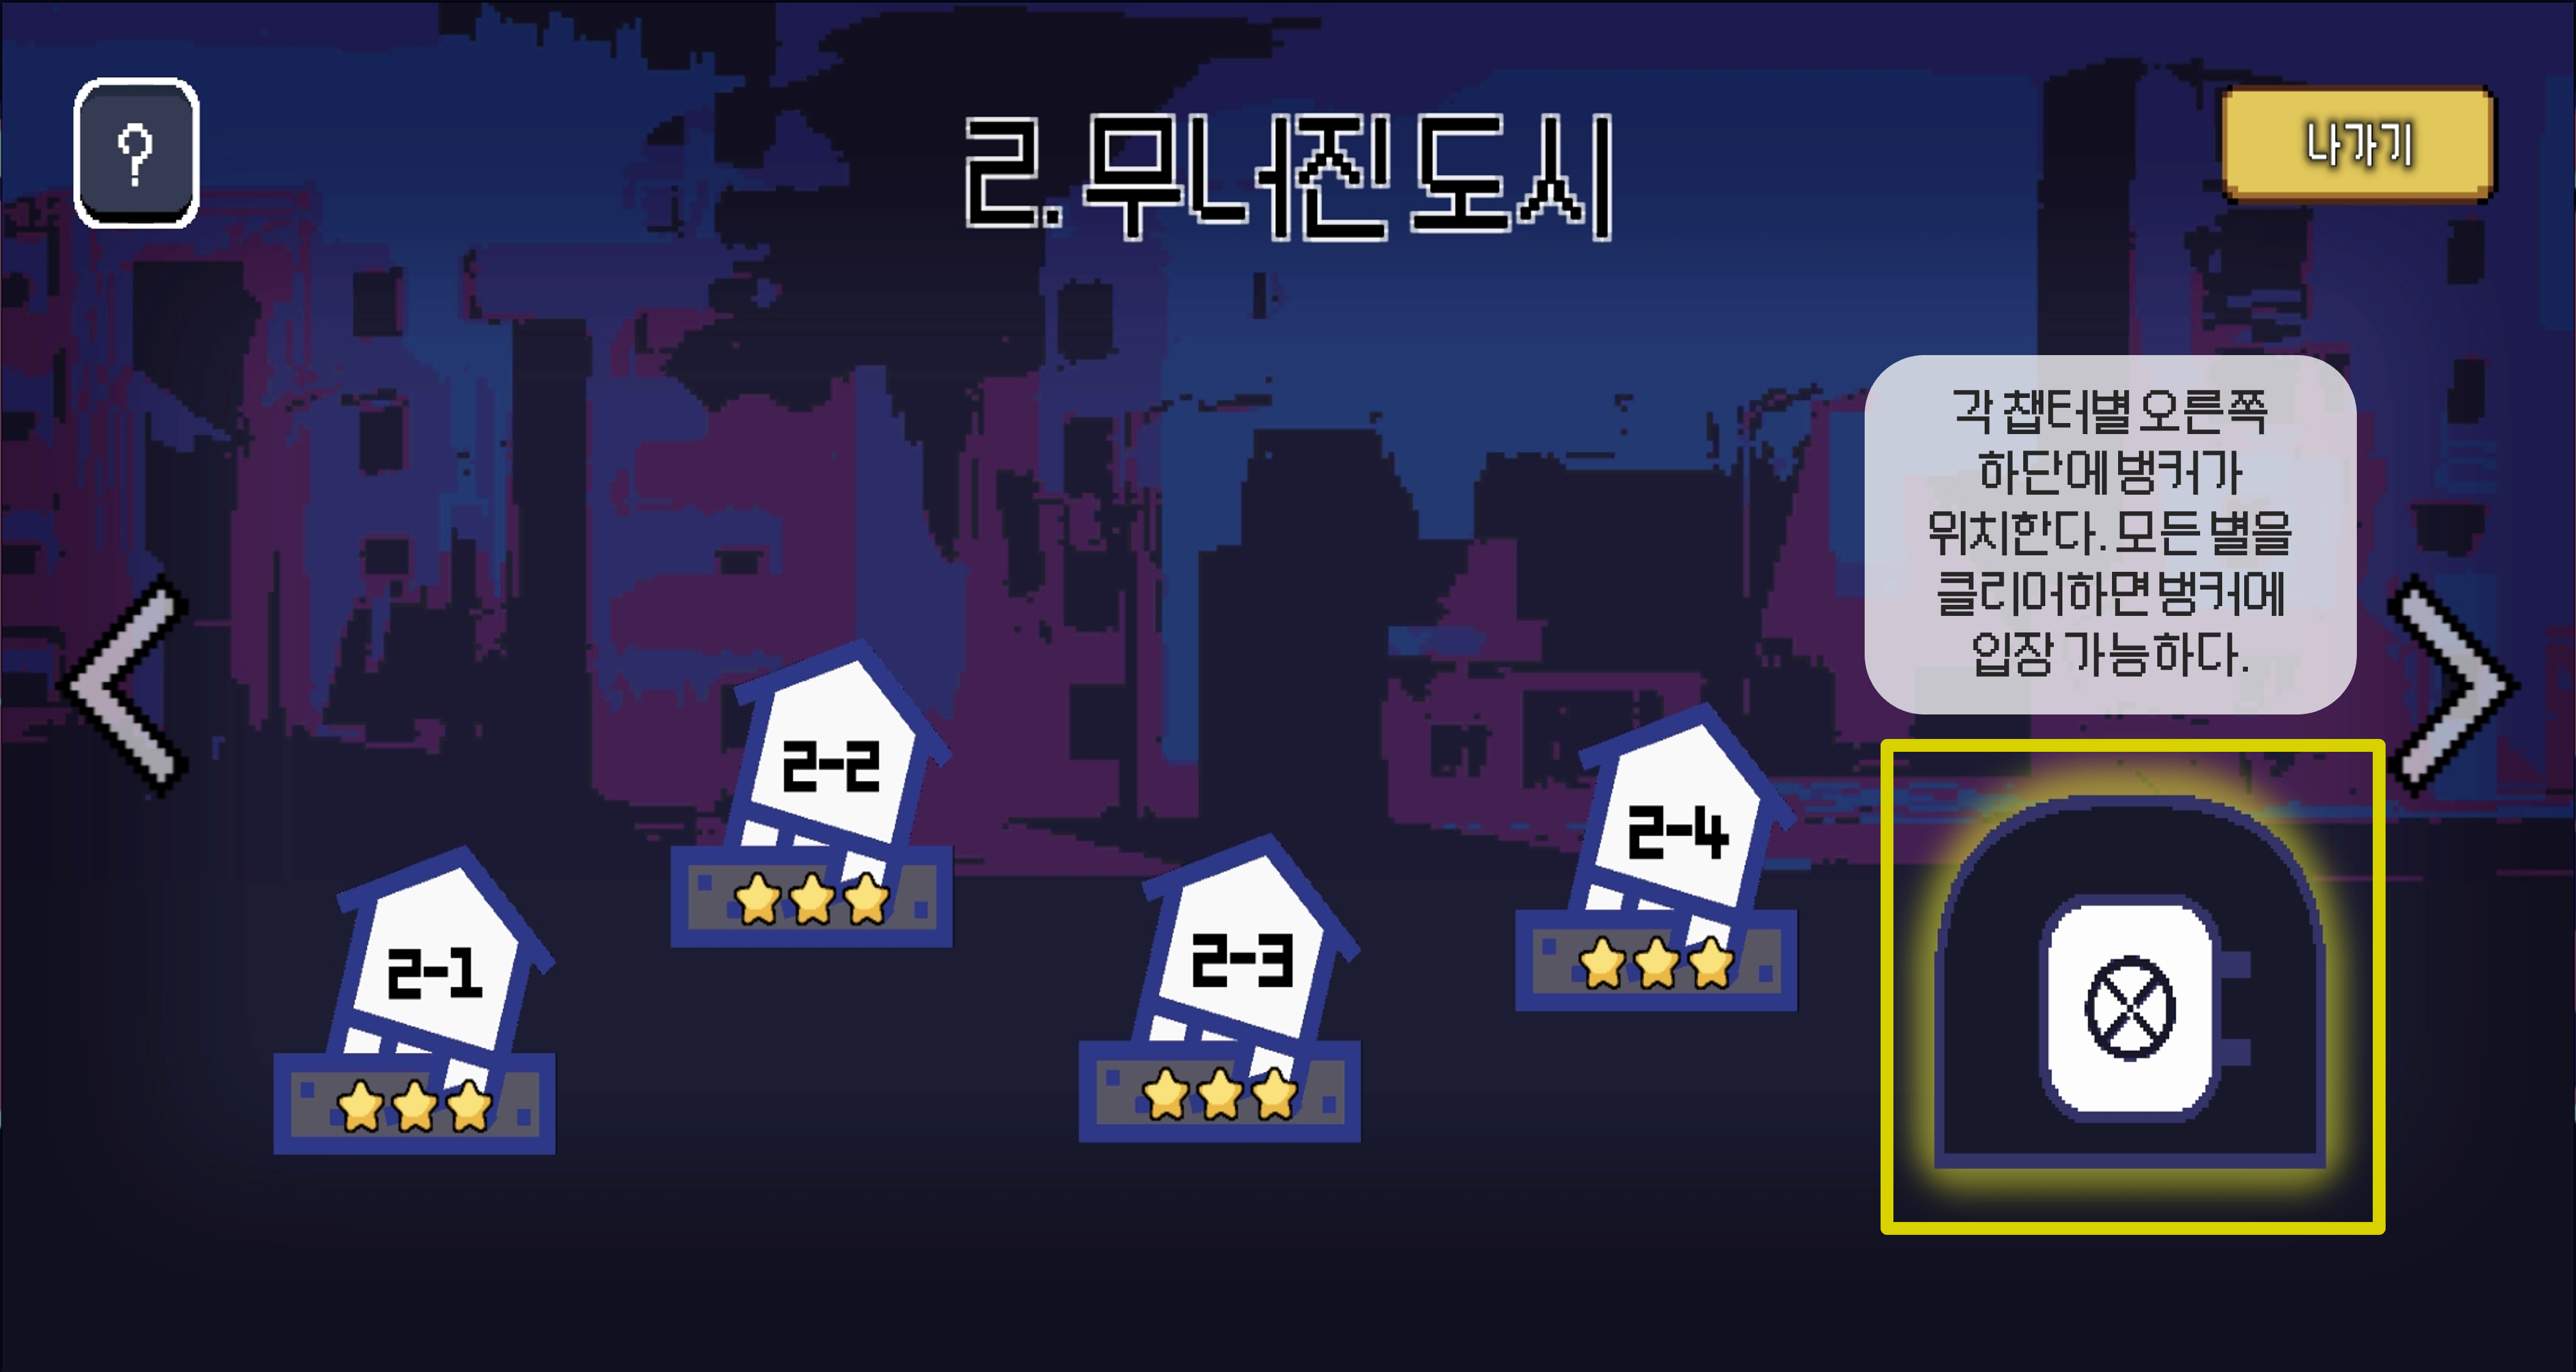 ?
2. 무너진 도시
나가기
각 챕터별 오른쪽
하단에 벙커가
위치한다. 모든 별을
클리어하면 벙커에
입장 가능하다.
2-2
2-4
2-1
2-3